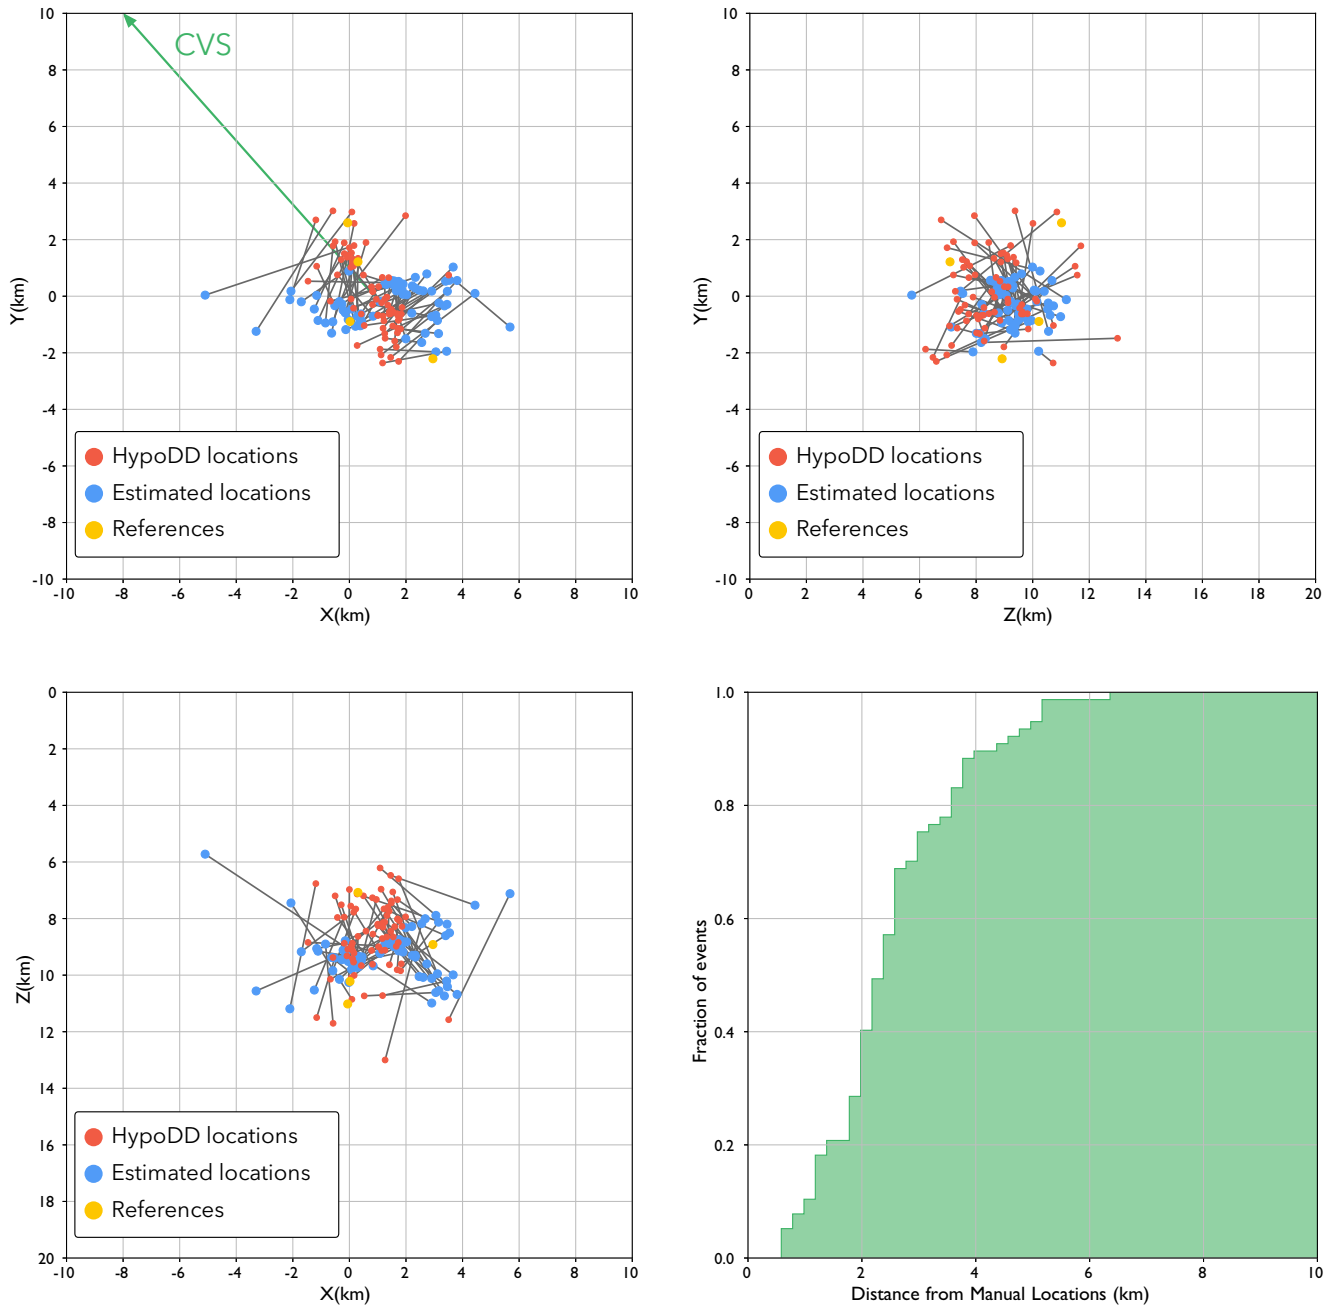 10
8
6
4
2
0
-2
-4
-6
-8
-10
Y(km)
CVS
HypoDD locations
Estimated locations
References
-10 -8 -6 -4 -2 0 2 4 6 8 10
X(km)
10
8
6
4
2
0
-2
-4
-6
-8
-10
Y(km)
HypoDD locations
Estimated locations
References
0 2 4 6 8 10 12 14 16 18 20
Z(km)
0
2
4
6
8
10
12
14
16
18
20
Z(km)
HypoDD locations
Estimated locations
References
-10 -8 -6 -4 -2 0 2 4 6 8 10
X(km)
1.0
0.8
0.6
0.4
0.2
0.0
Fraction of events
0 2 4 6 8 10
Distance from Manual Locations (km)